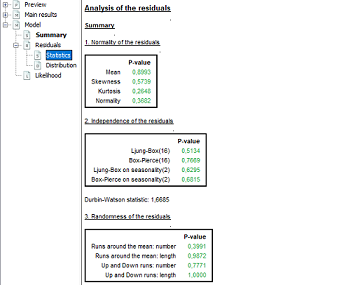 Preview
Main results
Model
Summary
Residuals
Statistics
Distribution
Likelihood
Analysis of the residuals
Summary
1. Normality of the residuals
P-value
Mean 0,8993
Skewness 0,5739
Kurtosis 0,2648
Normality 0,3682
2. Independence of the residuals
P-value
Ljung-Box(16) 0,5134
Box-Pierce(16) 0,7669
Ljung-Box on seasonality(2) 0,6295
Box-Pierce on seasonality(2) 0,6815
Durbin-Watson statistic: 1,6685
3. Randomness of the residuals
P-value
Runs around the mean: number 0,3991
Runs around the mean: length 0,9872
Up and Down runs: number 0,7771
Up and Down runs: length 1,0000